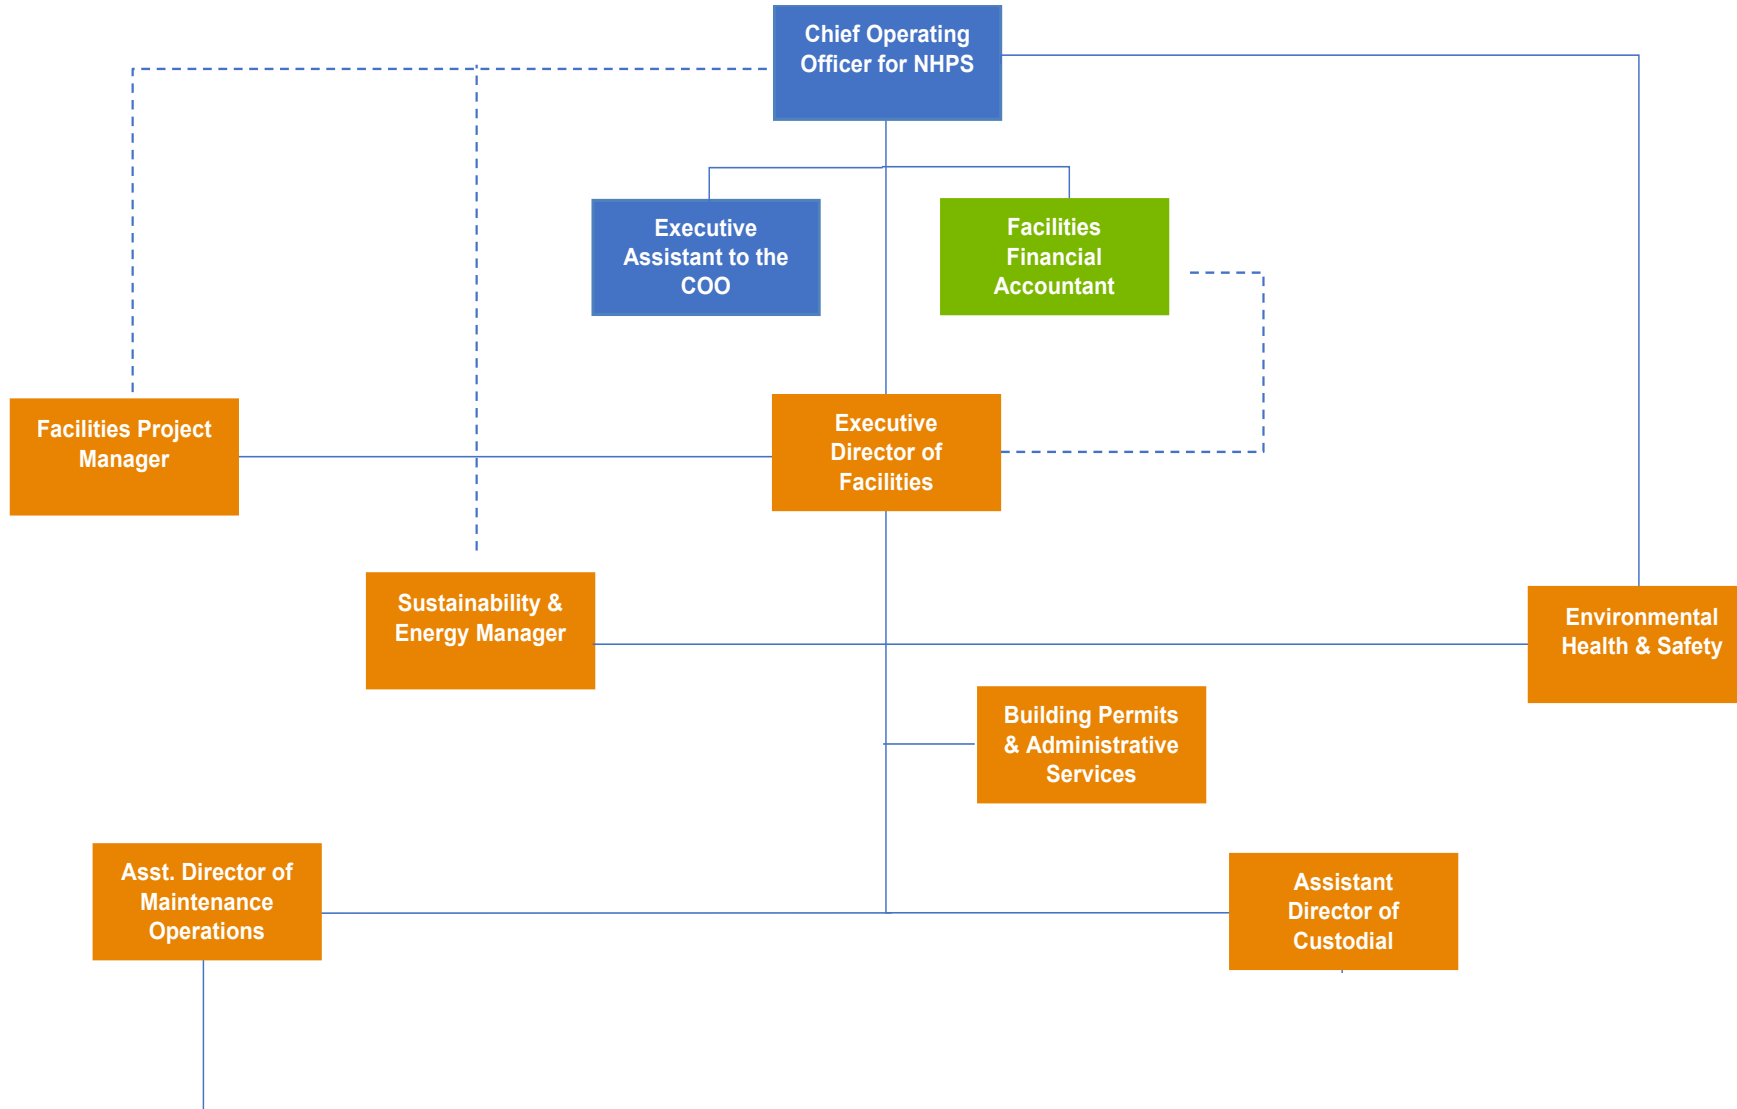 Chief Operating
Officer for NHPS
Executive
Assistant to the
COO
Facilities
Financial
Accountant
Facilities Project
Manager
Executive
Director of
Facilities
Sustainability &
Energy Manager
Environmental
Health & Safety
Building Permits
& Administrative
Services
Asst. Director of
Maintenance
Operations
Assistant
Director of
Custodial